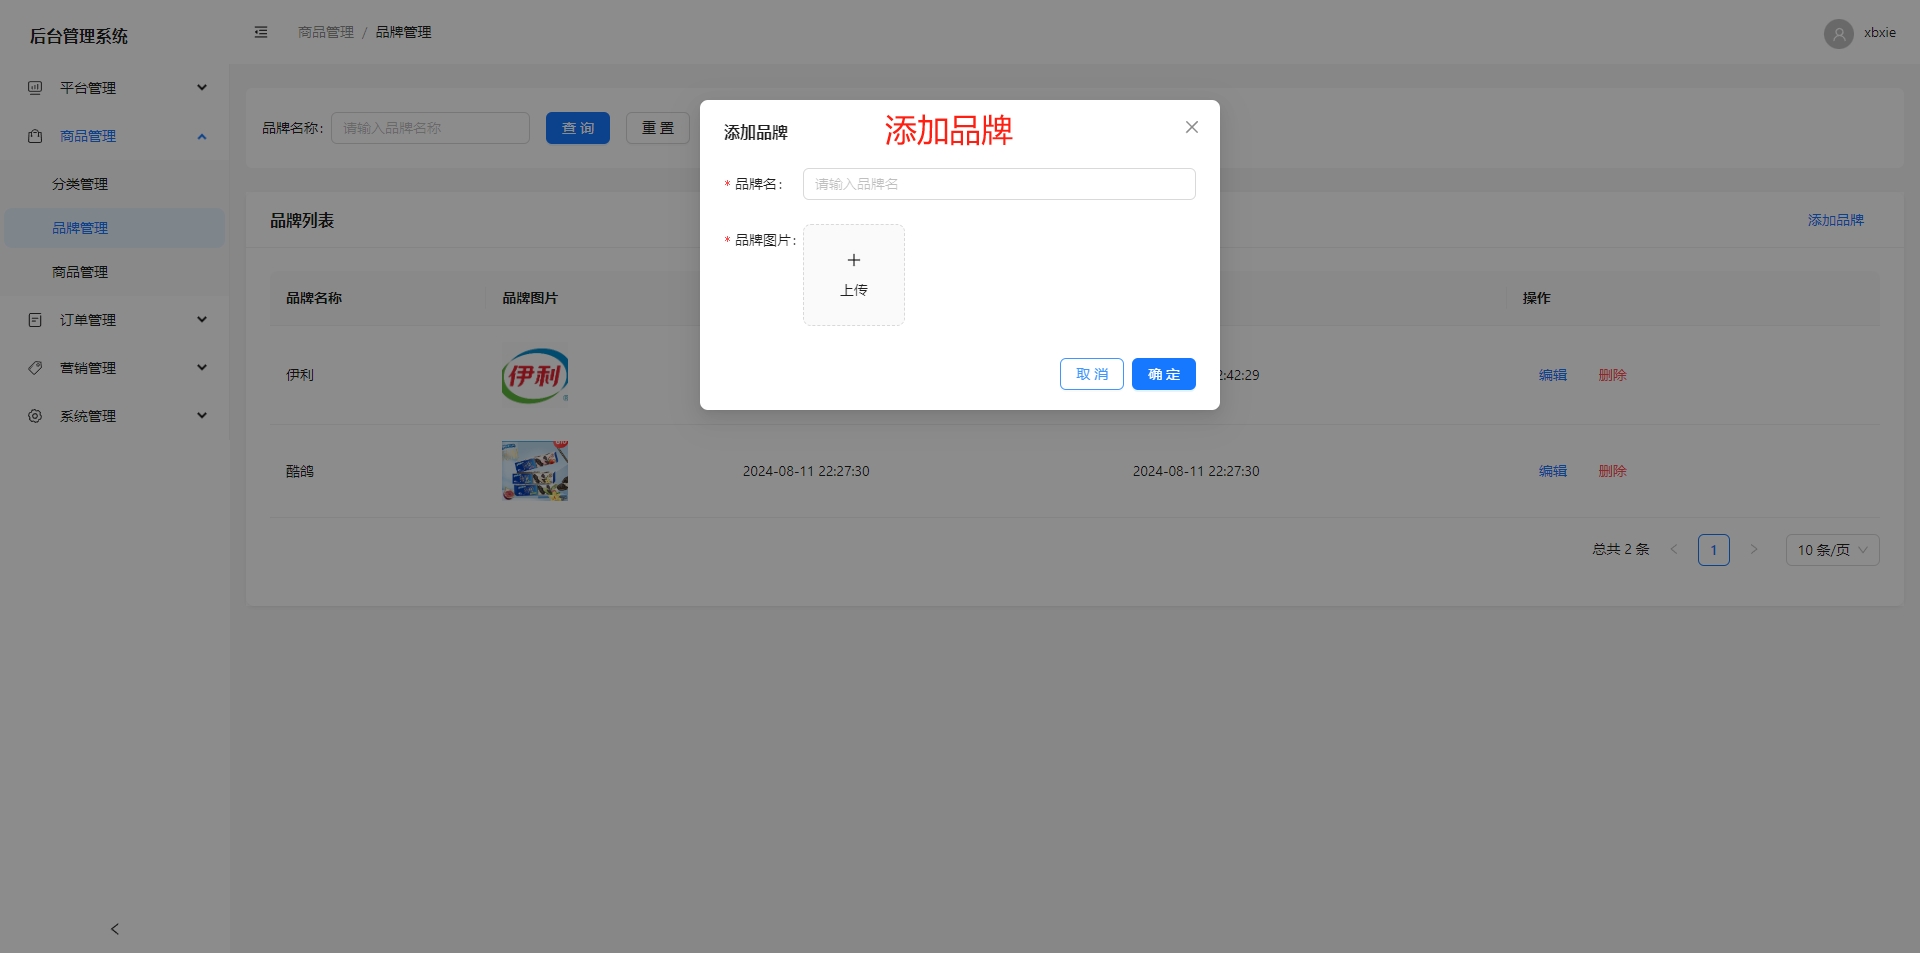 后台管理系统
商品管理 / 品牌管理
xbxie
平台管理
商品管理
分类管理
品牌管理
商品管理
订单管理
营销管理
系统管理
品牌名称: 请输入品牌名称 查 询 重 置
品牌列表
添加品牌
品牌名称 品牌图片 操作
伊利 伊利 2:42:29 编辑 删除
酷鸽 2024-08-11 22:27:30 2024-08-11 22:27:30 编辑 删除
总共 2 条 < 1 > 10 条/页
添加品牌
添加品牌
* 品牌名: 请输入品牌名
* 品牌图片:
+
上传
取 消 确 定